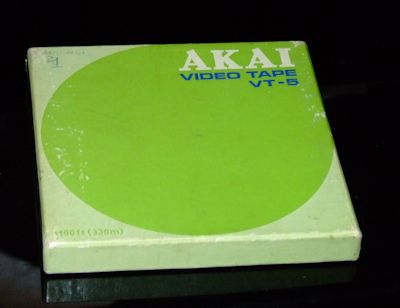 AKAI
VIDEO TAPE
VT-5
1100ft(330m)